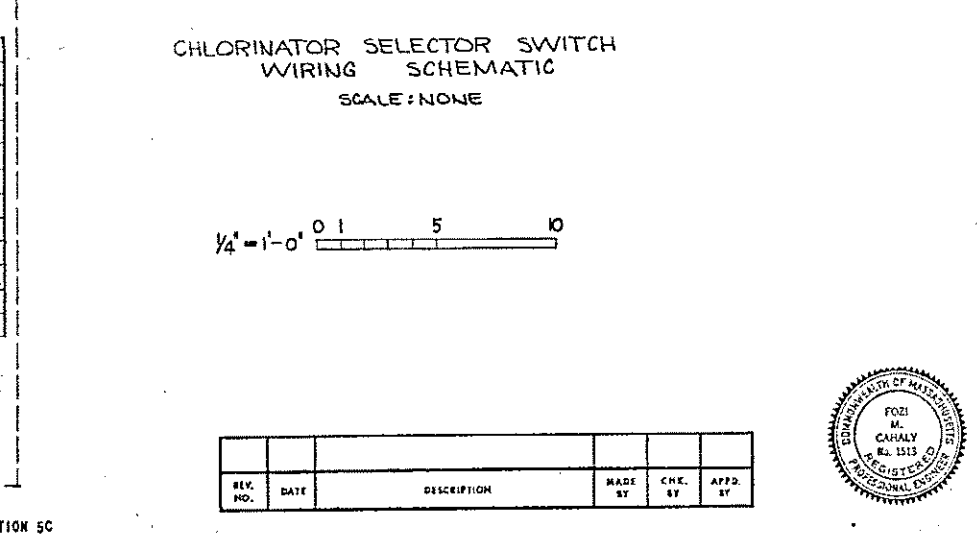 CHLORINATOR SELECTOR SWITCH
WIRING SCHEMATIC
SCALE: NONE
1/4" = 1'-0" 0 1 5 10
REV. NO. DATE DESCRIPTION MADE BY CHK. BY APPD. BY
COMMONWEALTH OF MASSACHUSETTS
FOZI
M.
CAHALY
No. 1513
REGISTERED
PROFESSIONAL ENGINEER
TION 5C